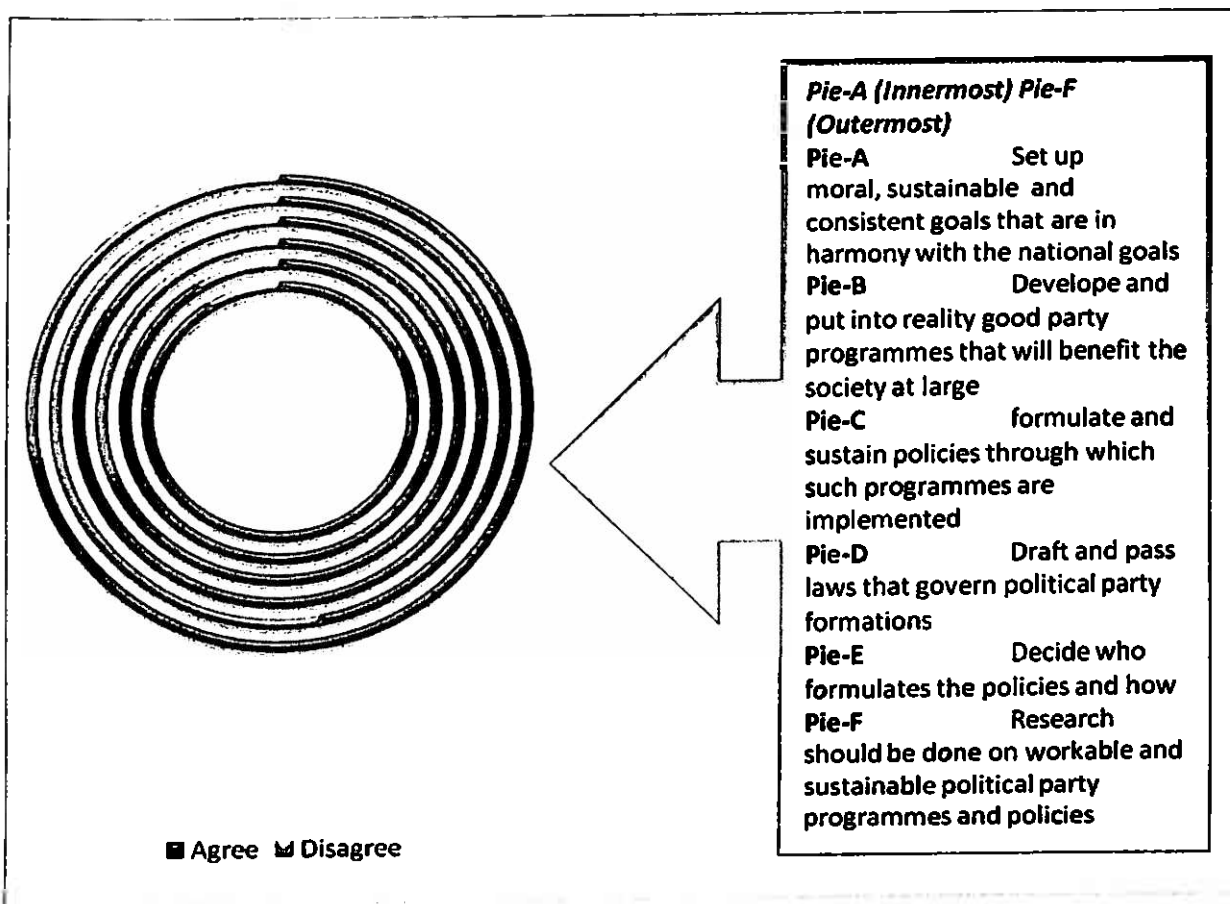 Pie-A (Innermost) Pie-F
(Outermost)
Pie-A Set up
moral, sustainable and
consistent goals that are in
harmony with the national goals
Pie-B Develope and
put into reality good party
programmes that will benefit the
society at large
Pie-C formulate and
sustain policies through which
such programmes are
implemented
Pie-D Draft and pass
laws that govern political party
formations
Pie-E Decide who
formulates the policies and how
Pie-F Research
should be done on workable and
sustainable political party
programmes and policies
Agree Disagree